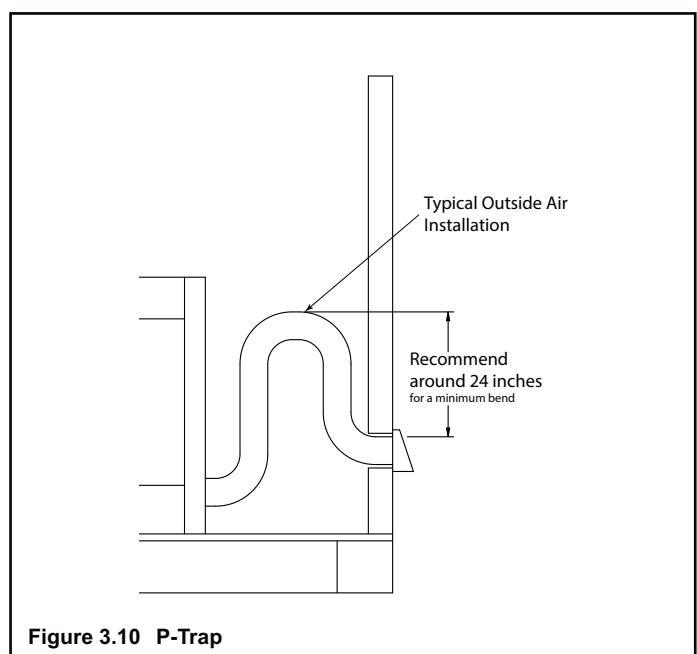 Typical Outside Air
Installation
Recommend
around 24 inches
for a minimum bend
Figure 3.10 P-Trap